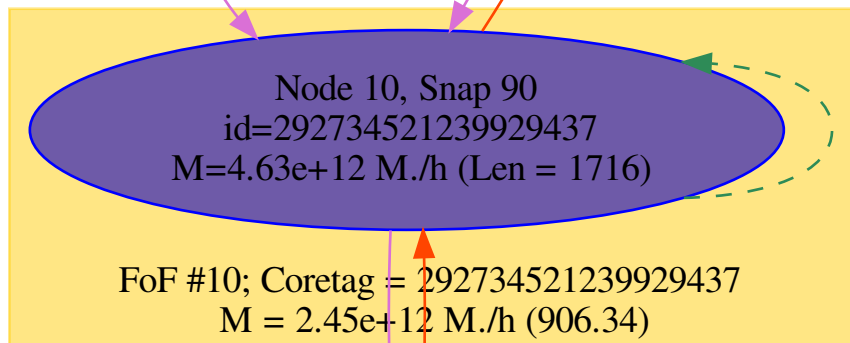 Node 10, Snap 90
id=292734521239929437
M=4.63e+12 M./h (Len = 1716)
FoF #10; Coretag = 292734521239929437
M = 2.45e+12 M./h (906.34)